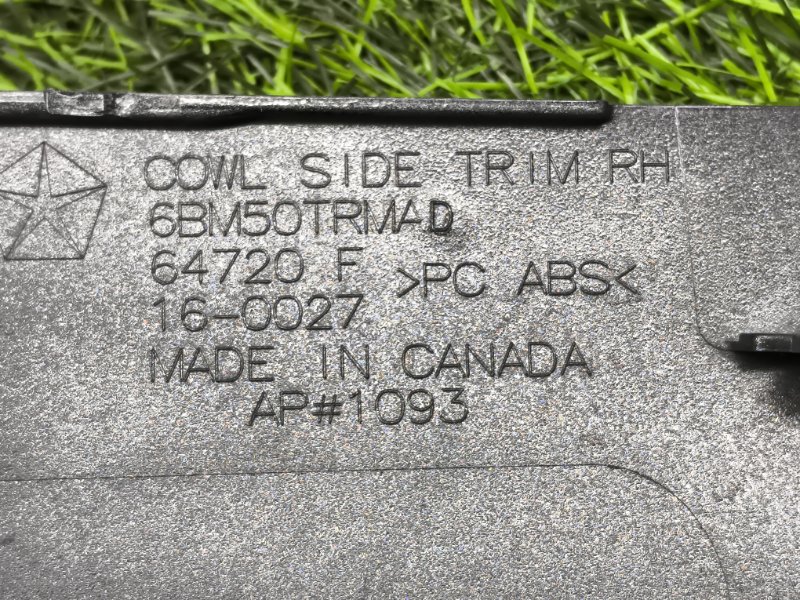 COWL SIDE TRIM RH
6BM50TRMAD
64720 F >PC ABS<
16-0027
MADE IN CANADA
AP#1093